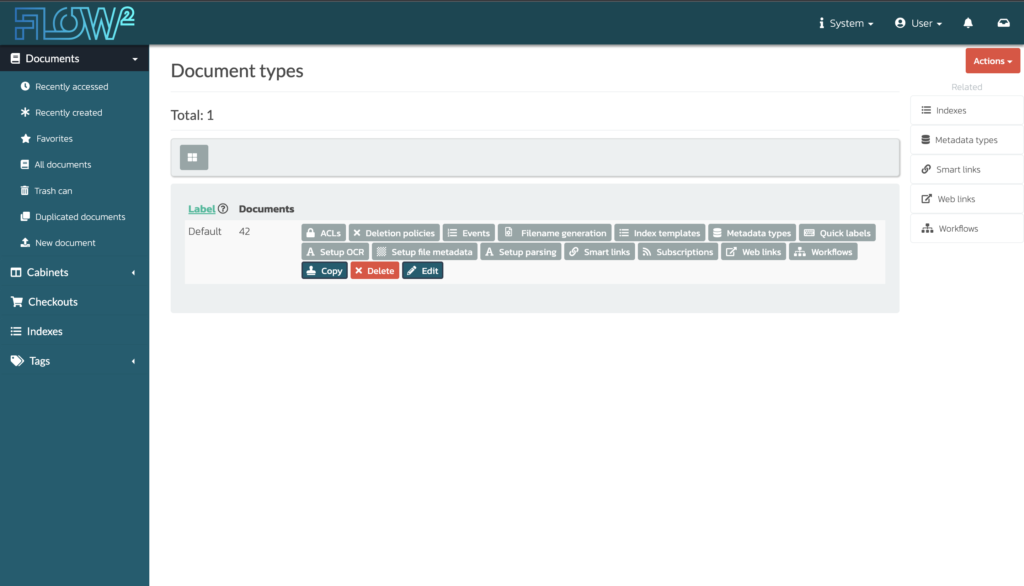 FLOW2
System
User
Documents
Recently accessed
Recently created
Favorites
All documents
Trash can
Duplicated documents
New document
Cabinets
Checkouts
Indexes
Tags
Document types
Total: 1
Label Documents
Default 42
ACLs Deletion policies Events Filename generation Index templates Metadata types Quick labels
Setup OCR Setup file metadata Setup parsing Smart links Subscriptions Web links Workflows
Copy Delete Edit
Actions
Related
Indexes
Metadata types
Smart links
Web links
Workflows